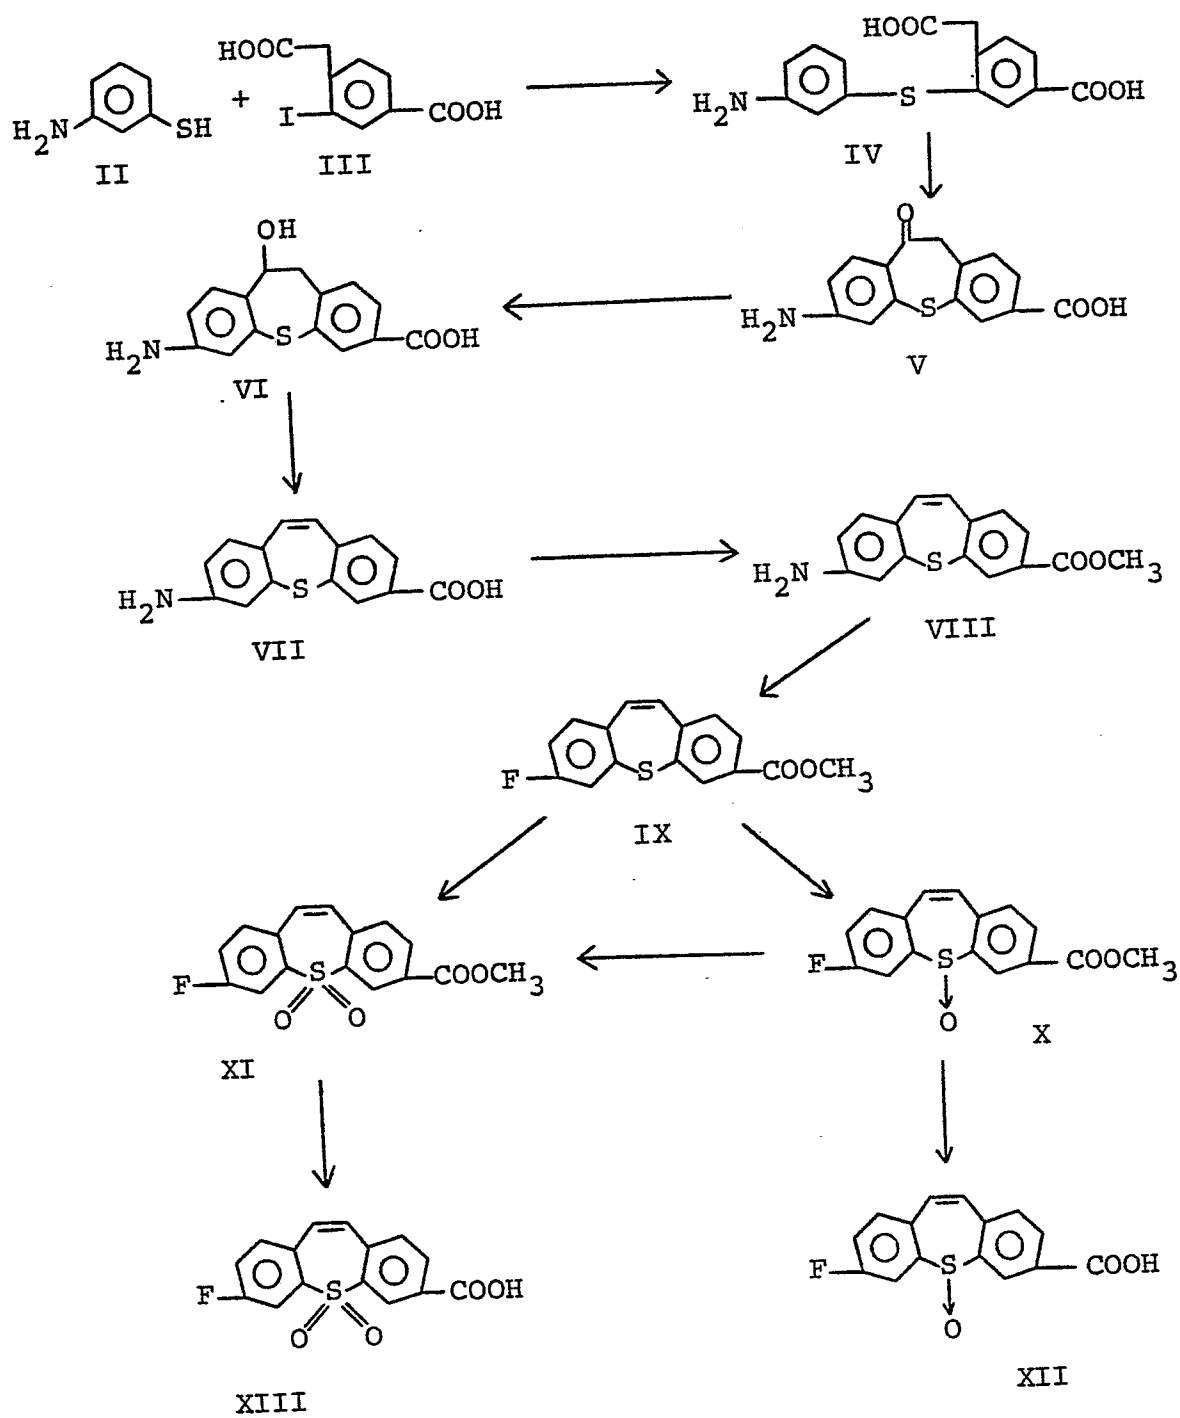 HOOC
H2N
SH
+
I
COOH
II
III
HOOC
H2N
S
COOH
IV
OH
H2N
S
COOH
VI
O
H2N
S
COOH
V
H2N
S
COOH
VII
H2N
S
COOCH3
VIII
F
S
COOCH3
IX
F
S
COOCH3
O
O
XI
F
S
COOCH3
O
X
F
S
COOH
O
O
XIII
F
S
COOH
O
XII